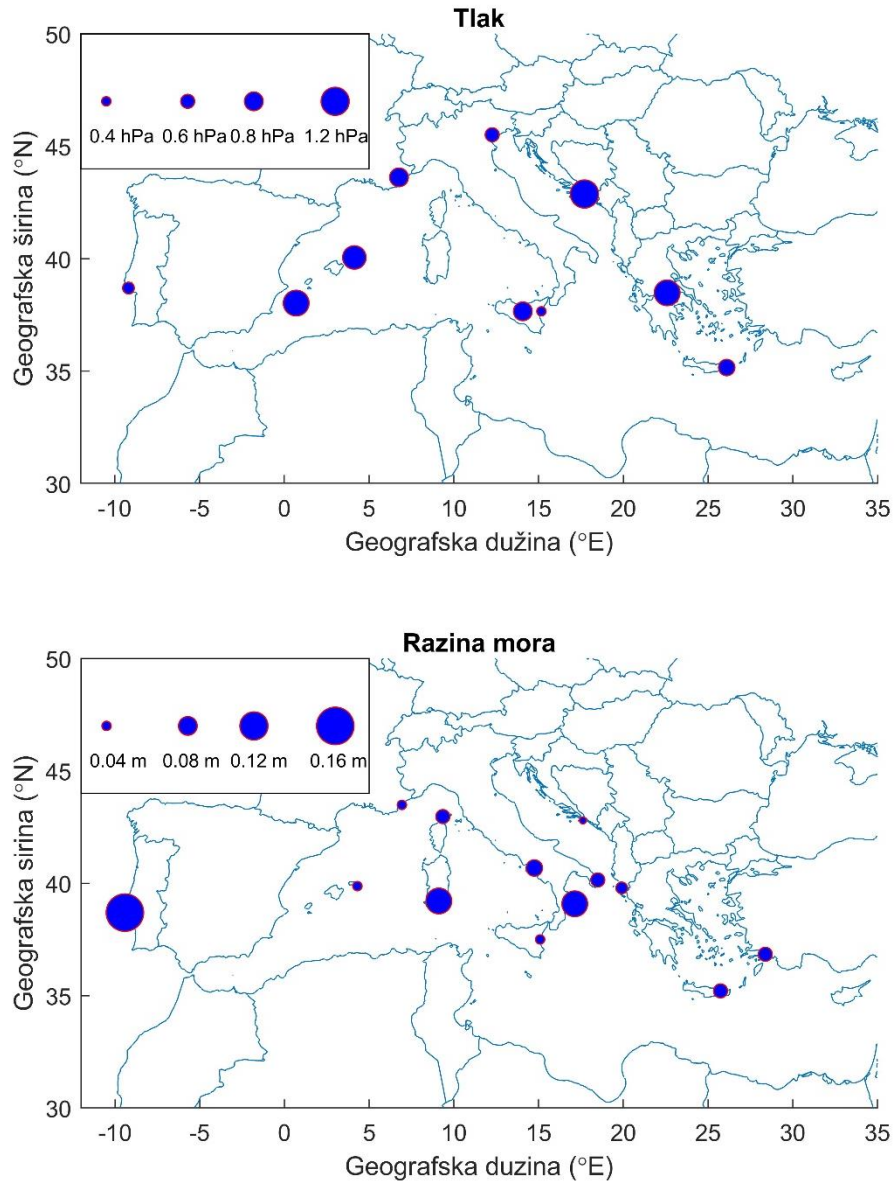 Tlak
50
45
40
35
30
Geografska širina (°N)
0.4 hPa 0.6 hPa 0.8 hPa 1.2 hPa
-10 -5 0 5 10 15 20 25 30 35
Geografska dužina (°E)
Razina mora
50
45
40
35
30
Geografska sirina (°N)
0.04 m 0.08 m 0.12 m 0.16 m
-10 -5 0 5 10 15 20 25 30 35
Geografska duzina (°E)